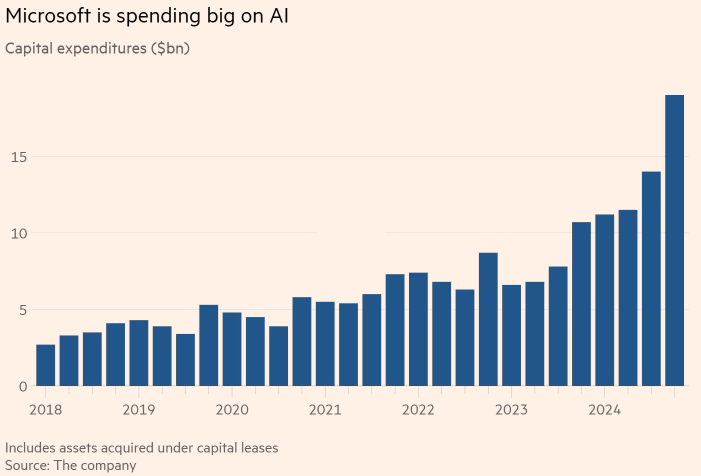 Microsoft is spending big on AI
Capital expenditures ($bn)
15
10
5
0
2018 2019 2020 2021 2022 2023 2024
Includes assets acquired under capital leases
Source: The company